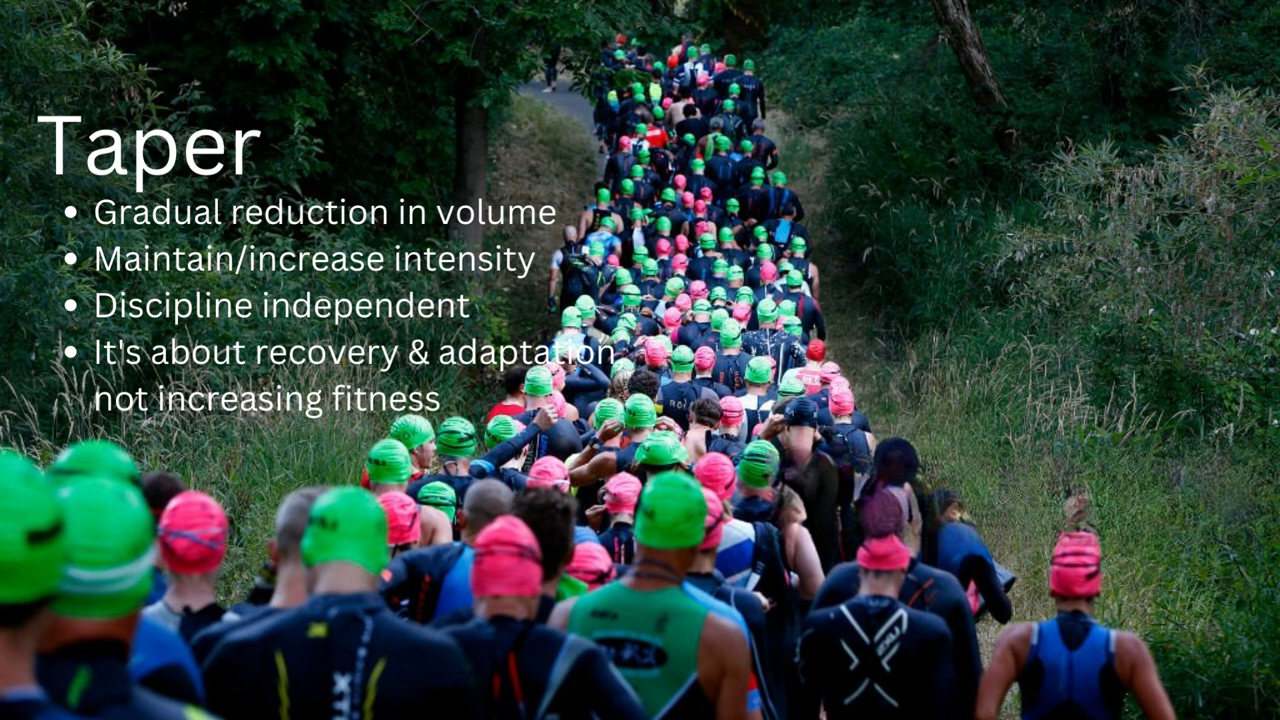 Taper
• Gradual reduction in volume
• Maintain/increase intensity
• Discipline independent
• It's about recovery & adaptation
not increasing fitness